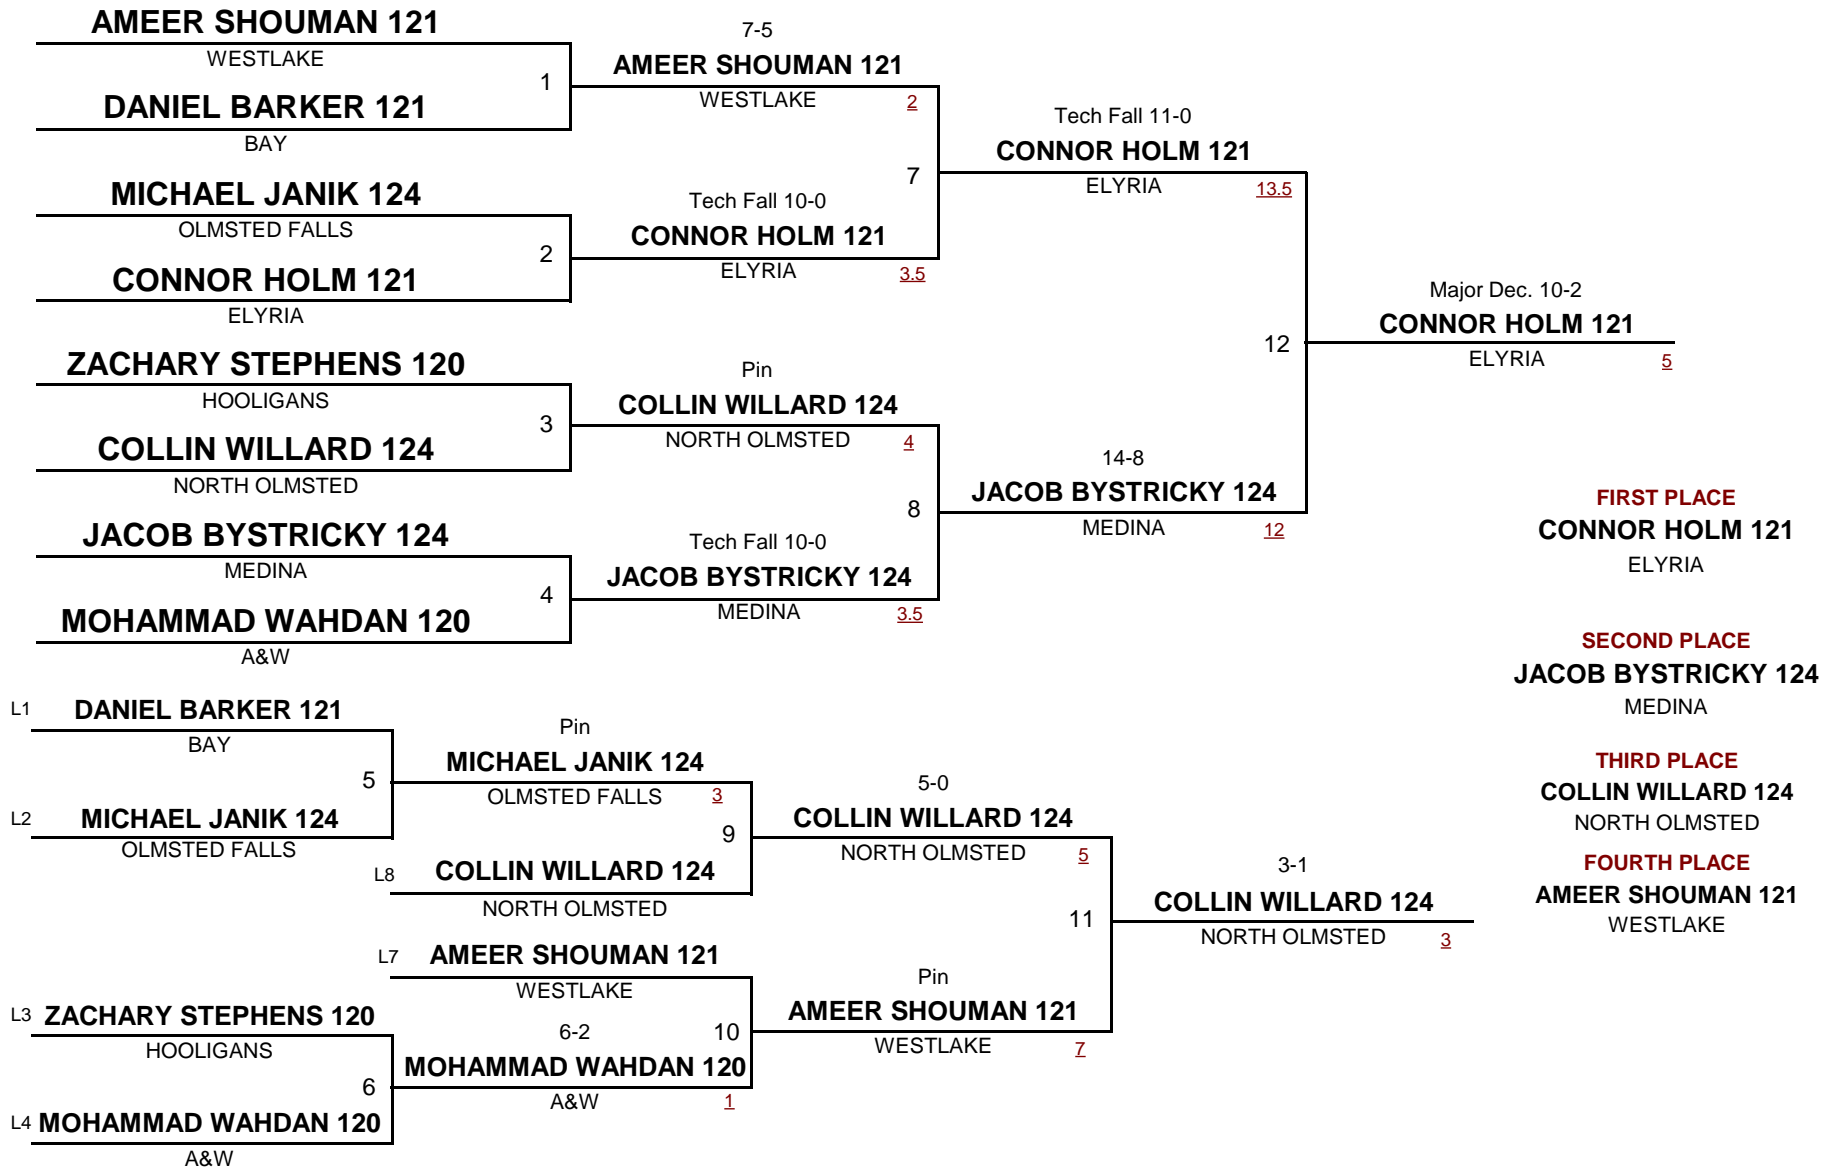 AMEER SHOUMAN 121
WESTLAKE
1
DANIEL BARKER 121
BAY
MICHAEL JANIK 124
OLMSTED FALLS
2
CONNOR HOLM 121
ELYRIA
ZACHARY STEPHENS 120
HOOLIGANS
3
COLLIN WILLARD 124
NORTH OLMSTED
JACOB BYSTRICKY 124
MEDINA
4
MOHAMMAD WAHDAN 120
A&W
7-5
AMEER SHOUMAN 121
WESTLAKE 2
7
Tech Fall 10-0
CONNOR HOLM 121
ELYRIA 3.5
Pin
COLLIN WILLARD 124
NORTH OLMSTED 4
8
Tech Fall 10-0
JACOB BYSTRICKY 124
MEDINA 3.5
Tech Fall 11-0
CONNOR HOLM 121
ELYRIA 13.5
12
14-8
JACOB BYSTRICKY 124
MEDINA 12
Major Dec. 10-2
CONNOR HOLM 121
ELYRIA 5
L1 DANIEL BARKER 121
BAY
5
L2 MICHAEL JANIK 124
OLMSTED FALLS
Pin
MICHAEL JANIK 124
OLMSTED FALLS 3
9
L8 COLLIN WILLARD 124
NORTH OLMSTED
L7 AMEER SHOUMAN 121
WESTLAKE
10
L3 ZACHARY STEPHENS 120
HOOLIGANS
6
L4 MOHAMMAD WAHDAN 120
A&W
6-2
MOHAMMAD WAHDAN 120
A&W 1
5-0
COLLIN WILLARD 124
NORTH OLMSTED 5
11
Pin
AMEER SHOUMAN 121
WESTLAKE 7
3-1
COLLIN WILLARD 124
NORTH OLMSTED 3
FIRST PLACE
CONNOR HOLM 121
ELYRIA
SECOND PLACE
JACOB BYSTRICKY 124
MEDINA
THIRD PLACE
COLLIN WILLARD 124
NORTH OLMSTED
FOURTH PLACE
AMEER SHOUMAN 121
WESTLAKE